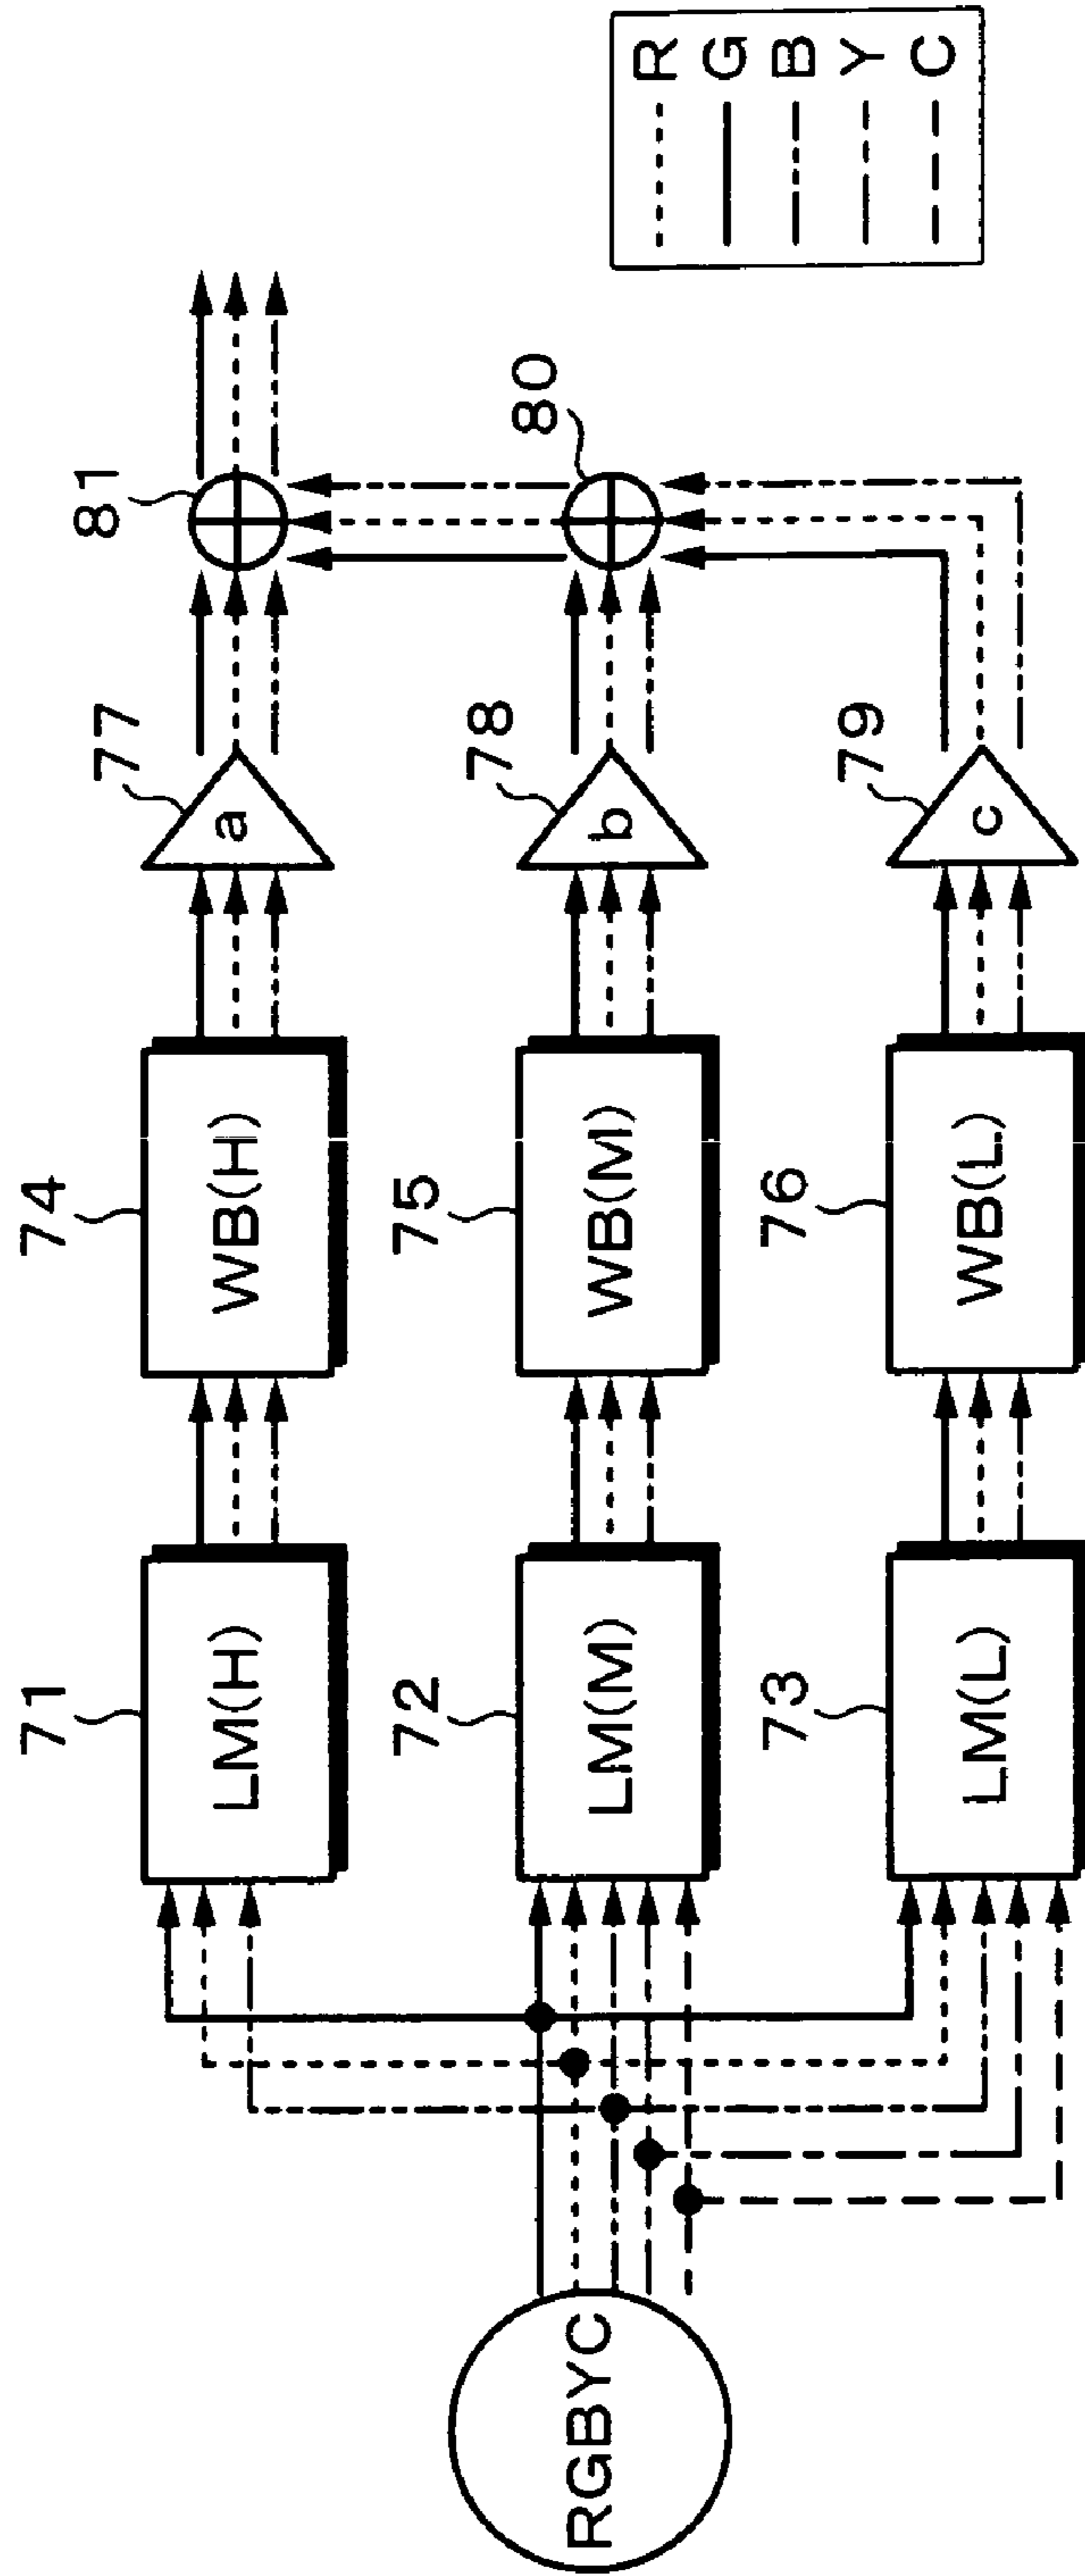 RGBYC
71
LM(H)
74
WB(H)
77
a
81
72
LM(M)
75
WB(M)
78
b
80
73
LM(L)
76
WB(L)
79
c
R
G
B
Y
C